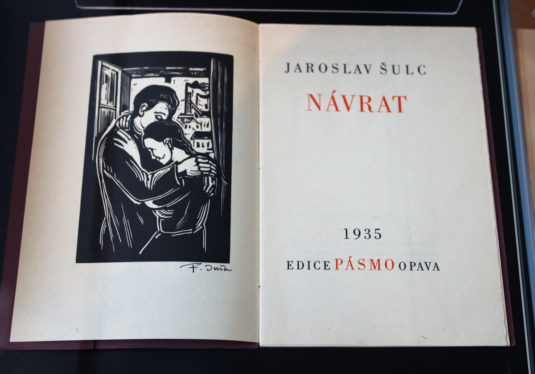 JAROSLAV ŠULC
NÁVRAT
1935
EDICE PÁSMO OPAVA